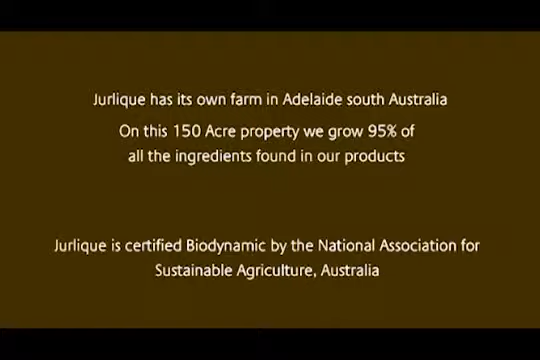 Jurlique has its own farm in Adelaide south Australia
On this 150 Acre property we grow 95% of
all the ingredients found in our products
Jurlique is certified Biodynamic by the National Association for
Sustainable Agriculture, Australia